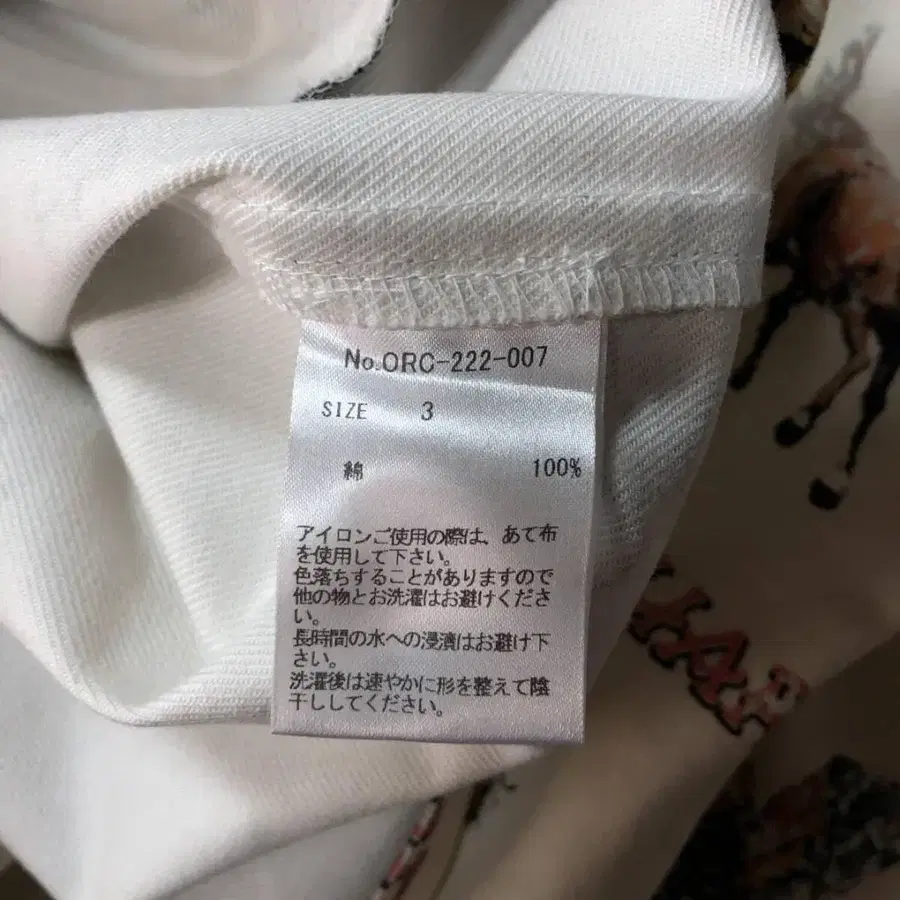 No.ORC-222-007
SIZE 3
綿 100%
アイロンご使用の際は、あて布
を使用して下さい。
色落ちすることがありますので
他の物とお洗濯はお避けくださ
い。
長時間の水への浸漬はお避け下
さい。
洗濯後は速やかに形を整えて陰
干ししてください。